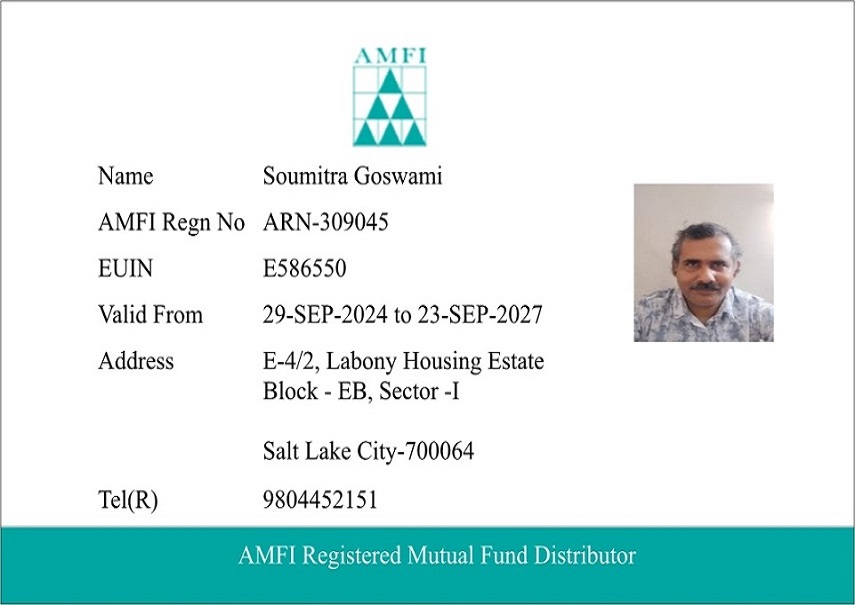 AMFI
Name Soumitra Goswami
AMFI Regn No ARN-309045
EUIN E586550
Valid From 29-SEP-2024 to 23-SEP-2027
Address E-4/2, Labony Housing Estate
Block - EB, Sector -I
Salt Lake City-700064
Tel(R) 9804452151
AMFI Registered Mutual Fund Distributor